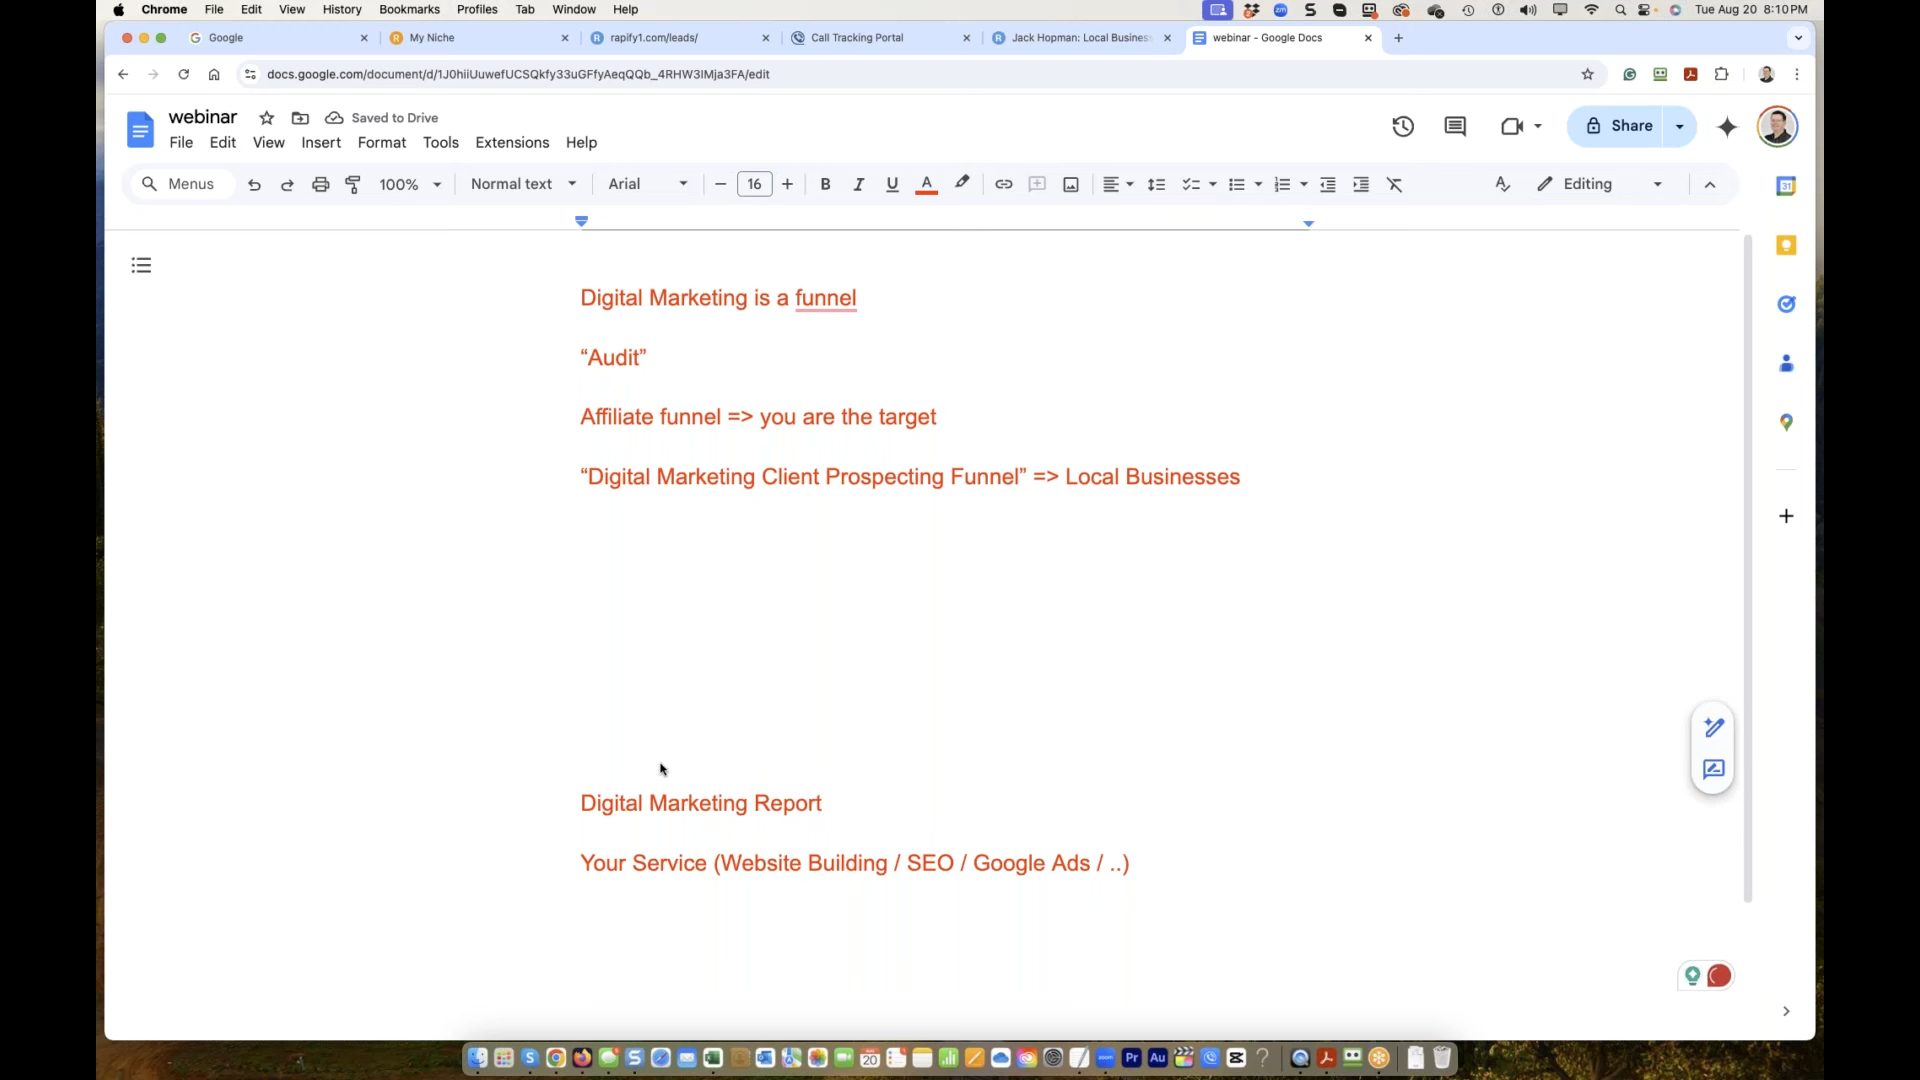 Chrome File Edit View History Bookmarks Profiles Tab Window Help Tue Aug 20 8:10 PM
Google My Niche rapify1.com/leads/ Call Tracking Portal Jack Hopman: Local Business webinar - Google Docs
docs.google.com/document/d/1J0hiiUuwefUCSQkfy33uGFfyAeqQQb_4RHW3IMja3FA/edit
webinar Saved to Drive
Share
File Edit View Insert Format Tools Extensions Help
Menus 100% Normal text Arial 16 Editing
Digital Marketing is a funnel
“Audit”
Affiliate funnel => you are the target
“Digital Marketing Client Prospecting Funnel” => Local Businesses
Digital Marketing Report
Your Service (Website Building / SEO / Google Ads / ..)